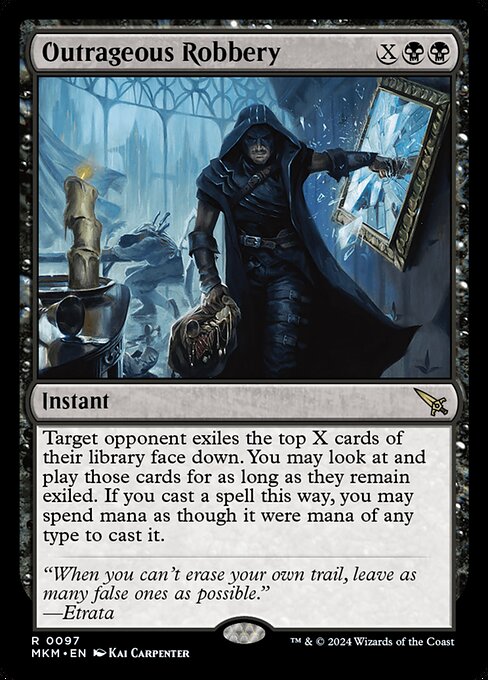 Outrageous Robbery X
Instant
Target opponent exiles the top X cards of
their library face down. You may look at and
play those cards for as long as they remain
exiled. If you cast a spell this way, you may
spend mana as though it were mana of any
type to cast it.
“When you can’t erase your own trail, leave as
many false ones as possible.”
—Etrata
R 0097
MKM • EN Kai Carpenter
™ & © 2024 Wizards of the Coast